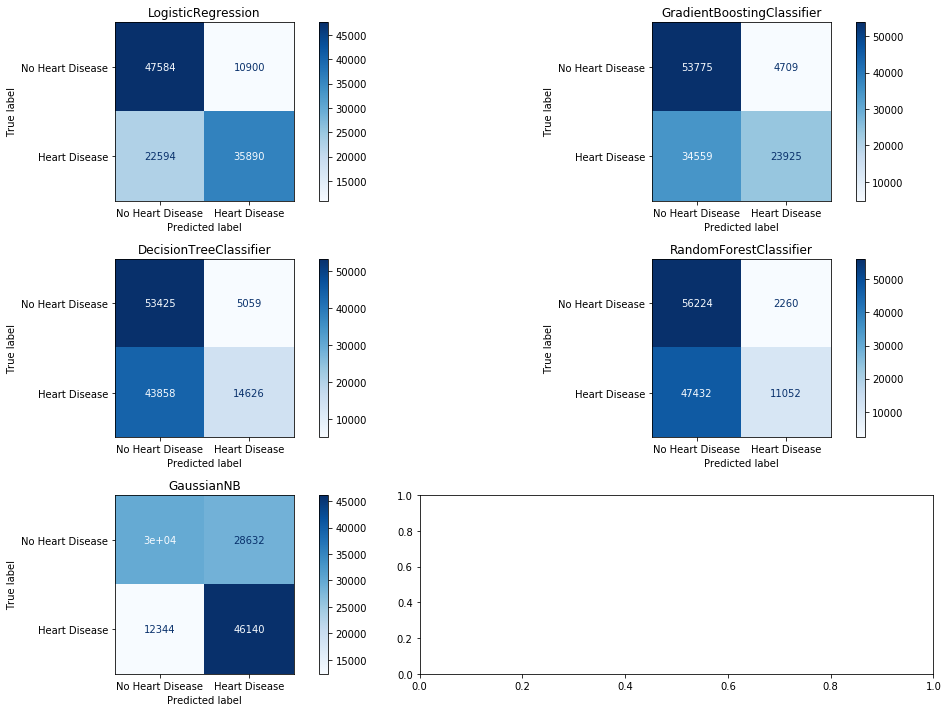 LogisticRegression
No Heart Disease
Heart Disease
True label
47584 10900
22594 35890
No Heart Disease Heart Disease
Predicted label
45000
40000
35000
30000
25000
20000
15000
GradientBoostingClassifier
No Heart Disease
Heart Disease
True label
53775 4709
34559 23925
No Heart Disease Heart Disease
Predicted label
50000
40000
30000
20000
10000
DecisionTreeClassifier
No Heart Disease
Heart Disease
True label
53425 5059
43858 14626
No Heart Disease Heart Disease
Predicted label
50000
40000
30000
20000
10000
RandomForestClassifier
No Heart Disease
Heart Disease
True label
56224 2260
47432 11052
No Heart Disease Heart Disease
Predicted label
50000
40000
30000
20000
10000
GaussianNB
No Heart Disease
Heart Disease
True label
3e+04 28632
12344 46140
No Heart Disease Heart Disease
Predicted label
45000
40000
35000
30000
25000
20000
15000
1.0
0.8
0.6
0.4
0.2
0.0
0.0 0.2 0.4 0.6 0.8 1.0